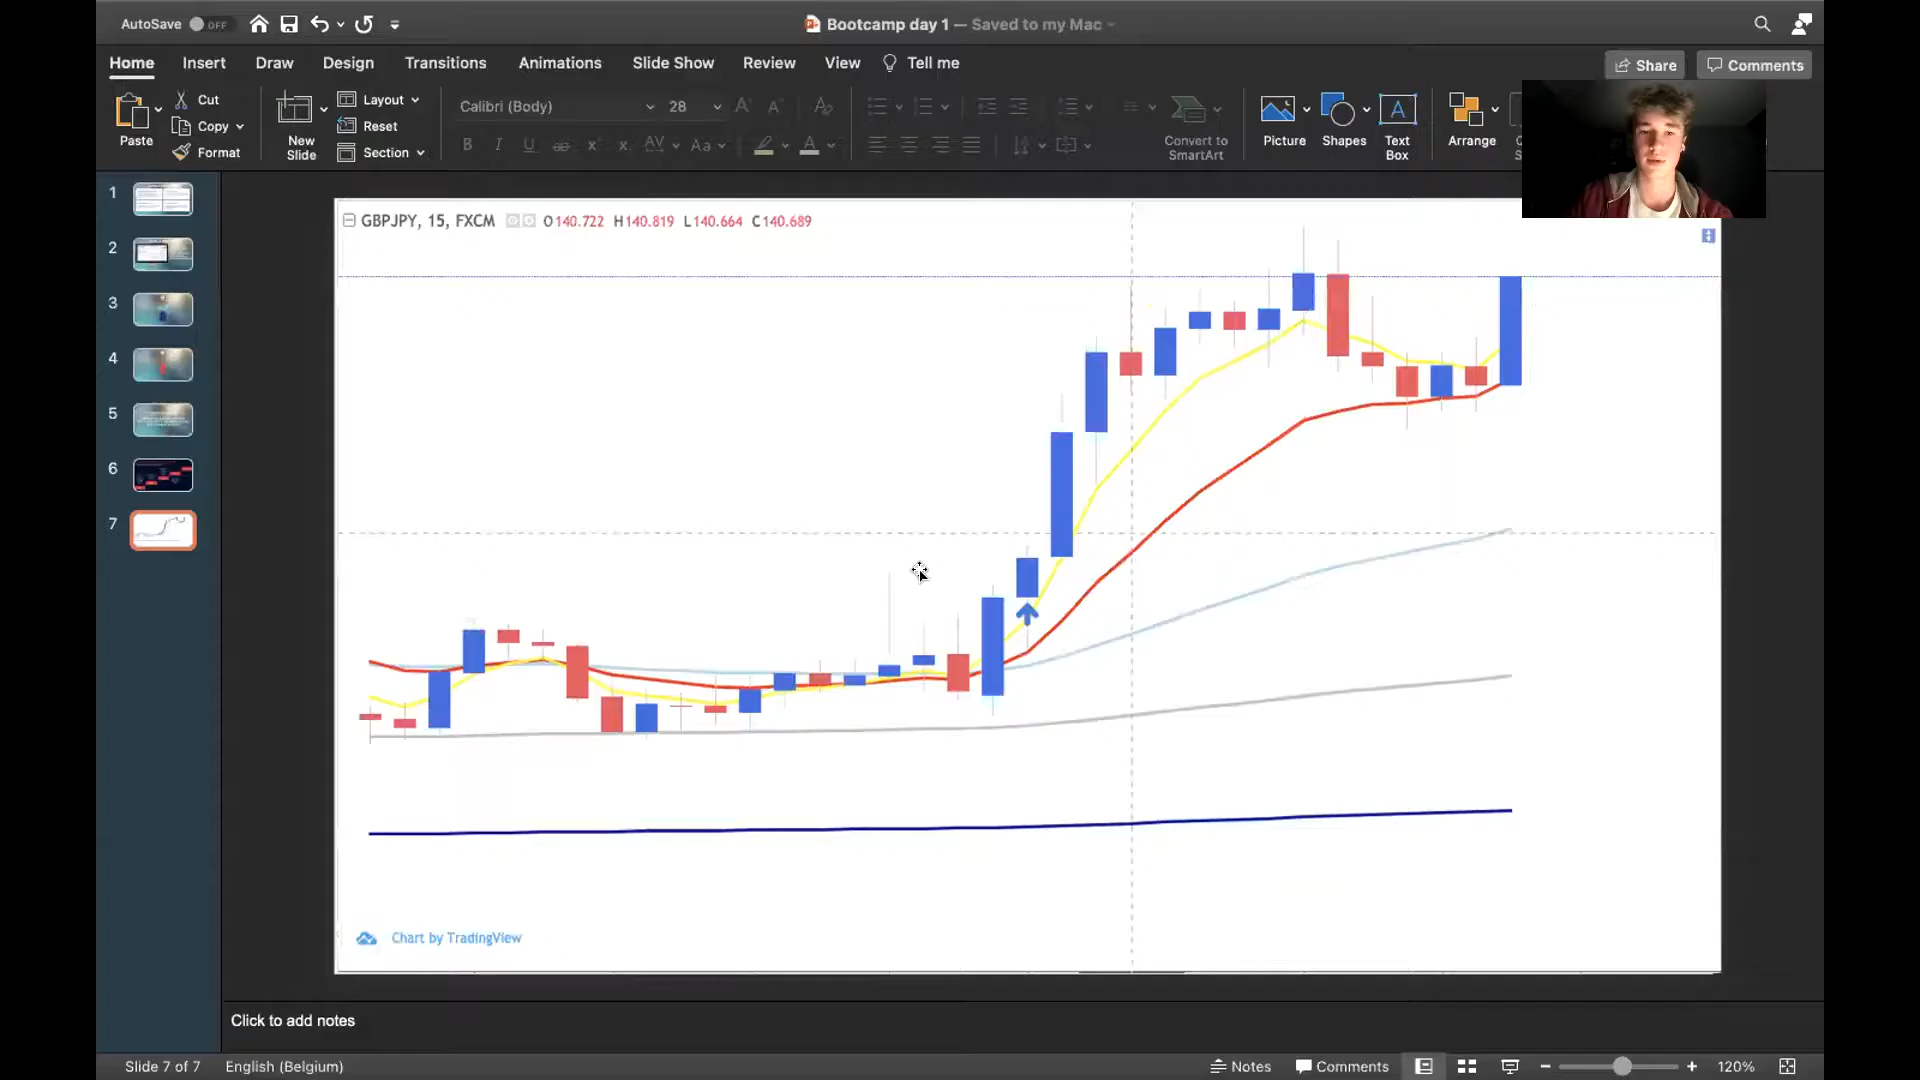 AutoSave OFF
Bootcamp day 1 — Saved to my Mac
Home Insert Draw Design Transitions Animations Slide Show Review View Tell me
Share Comments
Paste
Cut
Copy
Format
New Slide
Layout
Reset
Section
Calibri (Body) 28
Convert to SmartArt
Picture
Shapes
Text Box
Arrange
1
2
3
4
5
6
7
GBPJPY, 15, FXCM O140.722 H140.819 L140.664 C140.689
Chart by TradingView
Click to add notes
Slide 7 of 7 English (Belgium) Notes Comments 120%